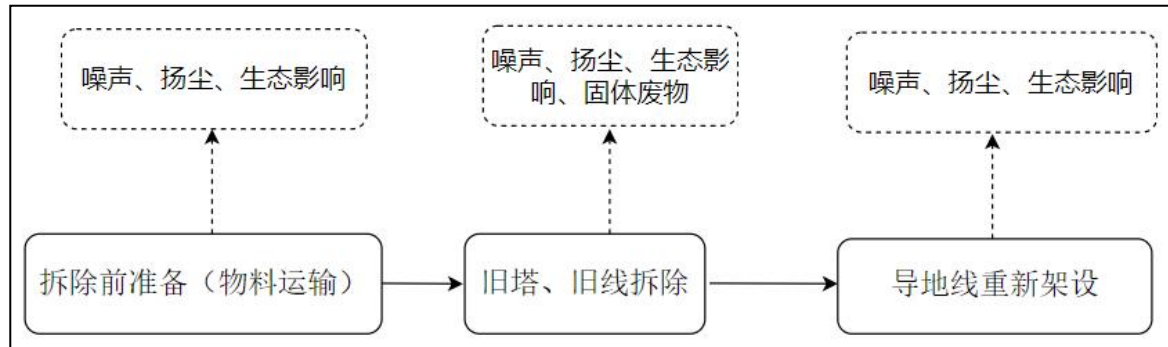 噪声、扬尘、生态影响
噪声、扬尘、生态影
响、固体废物
噪声、扬尘、生态影响
拆除前准备（物料运输）
旧塔、旧线拆除
导地线重新架设